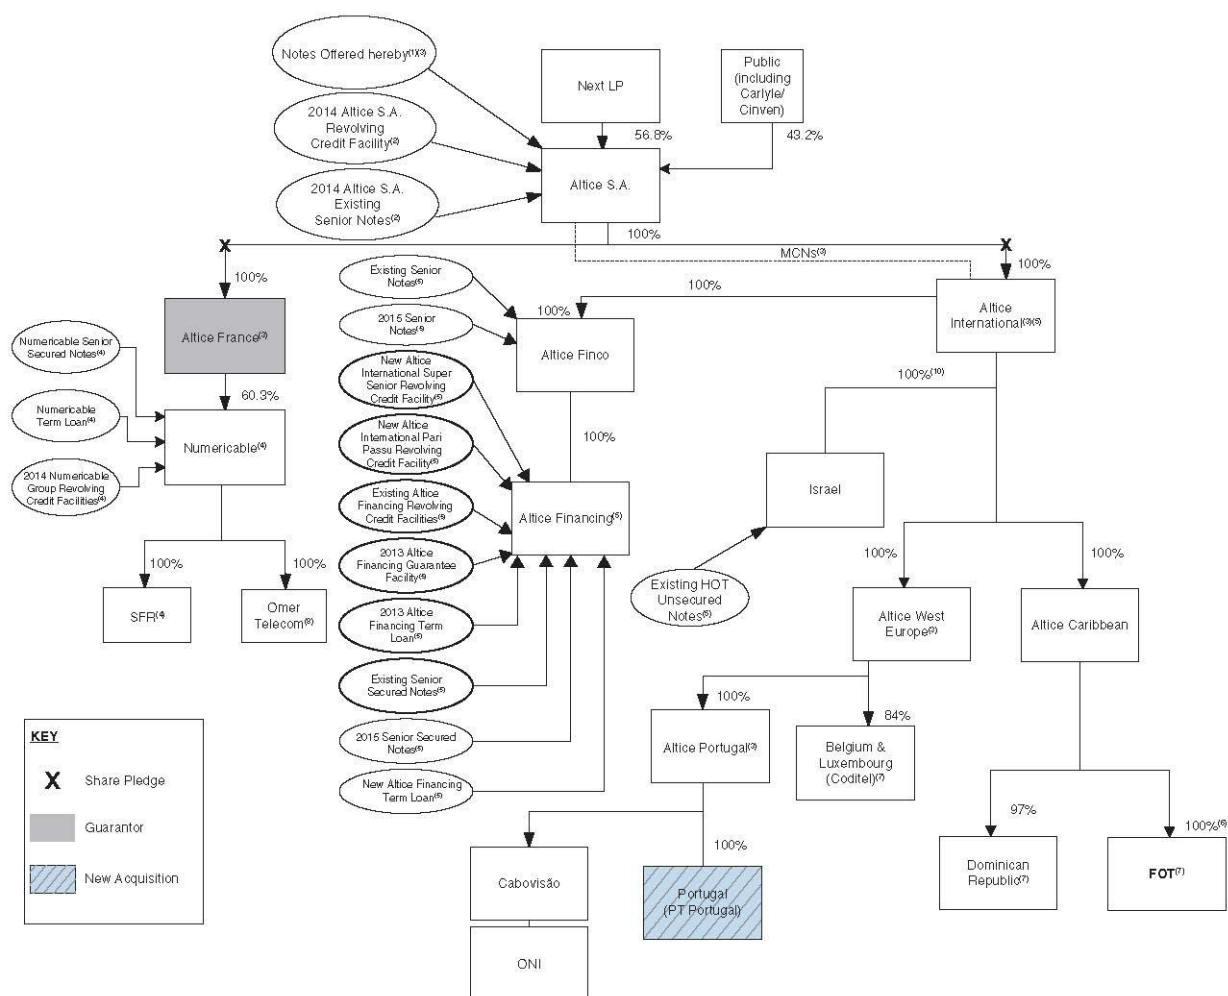 Notes Offered hereby(1)(3)
Next LP
Public
(including
Carlyle/
Cinven)
2014 Altice S.A.
Revolving
Credit Facility(2)
56.8%
43.2%
Altice S.A.
2014 Altice S.A.
Existing
Senior Notes(2)
100%
X
X
MCNs(3)
100%
100%
Existing Senior
Notes(5)
100%
100%
Altice France(2)
2015 Senior
Notes(5)
Altice Finco
Altice
International(3)(5)
Numericable Senior
Secured Notes(4)
60.3%
New Altice
International Super
Senior Revolving
Credit Facility(5)
100%(10)
Numericable
Term Loan(4)
Numericable(4)
New Altice
International Pari
Passu Revolving
Credit Facility(5)
100%
2014 Numericable
Group Revolving
Credit Facilities(4)
Existing Altice
Financing Revolving
Credit Facilities(5)
Altice Financing(5)
Israel
100%
100%
2013 Altice
Financing Guarantee
Facility(5)
100%
100%
SFR(4)
Omer
Telecom(8)
2013 Altice
Financing Term
Loan(5)
Existing HOT
Unsecured
Notes(5)
Altice West
Europe(3)
Altice Caribbean
Existing Senior
Secured Notes(5)
100%
84%
2015 Senior Secured
Notes(5)
Altice Portugal(3)
Belgium &
Luxembourg
(Coditel)(7)
New Altice Financing
Term Loan(5)
KEY
X Share Pledge
Guarantor
New Acquisition
97%
100%(6)
100%
Cabovisão
Portugal
(PT Portugal)
Dominican
Republic(7)
FOT(7)
ONI